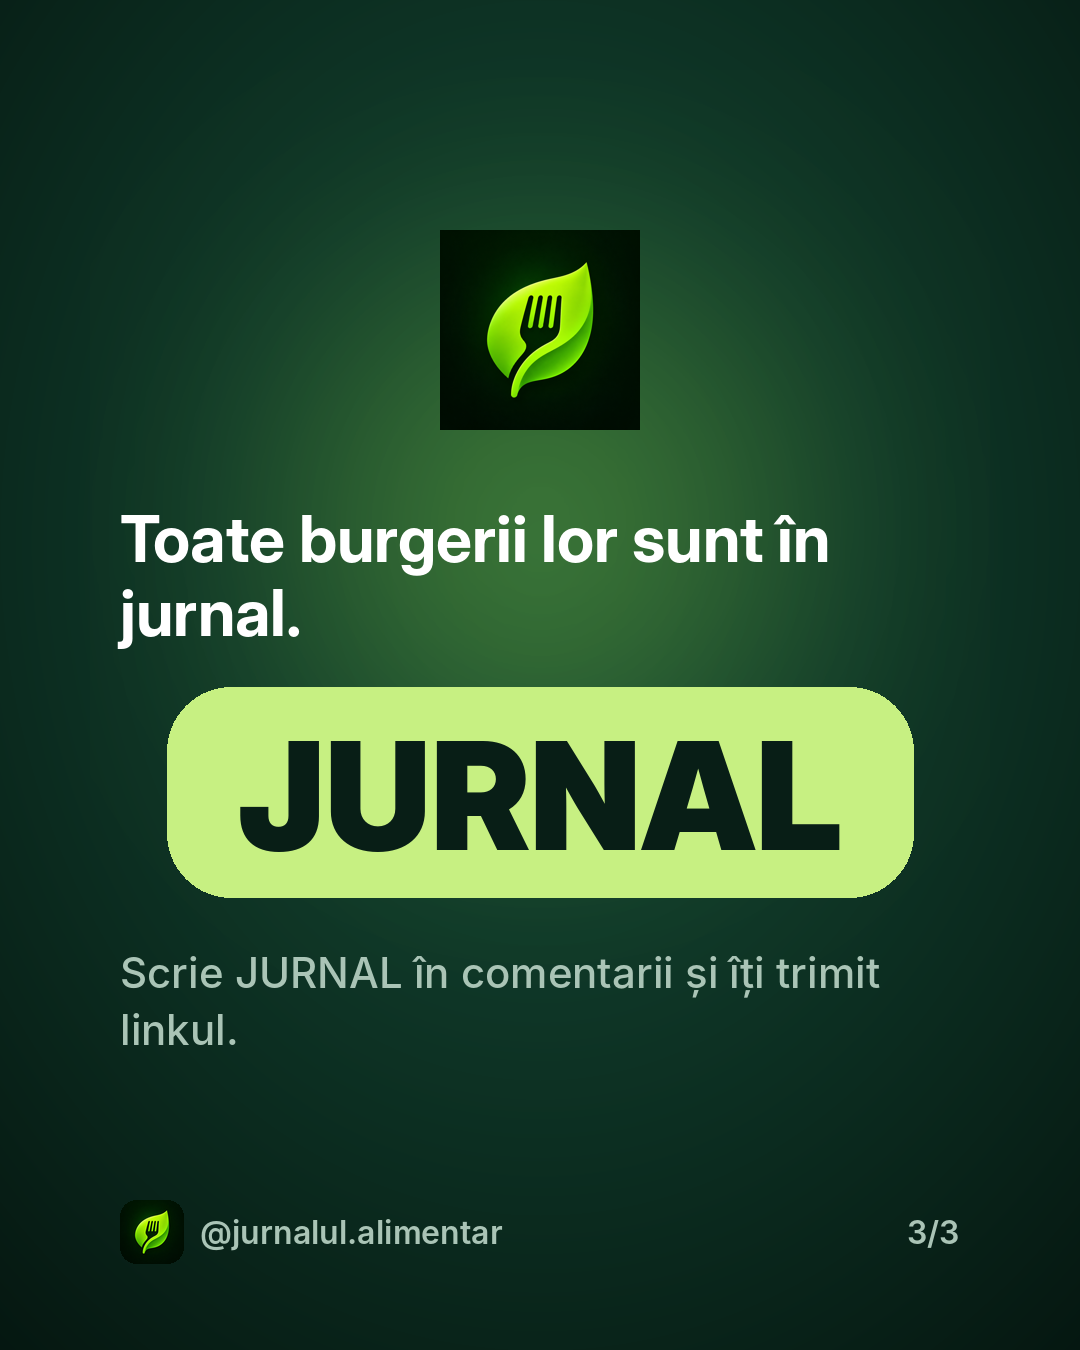 Toate burgerii lor sunt în
jurnal.
JURNAL
Scrie JURNAL în comentarii și îți trimit
linkul.
@jurnalul.alimentar
3/3